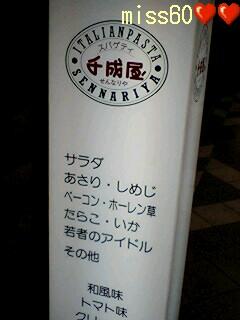 miss60❤❤
ITALIANPASTA
スパゲティ
千成屋
せんなりや
SENNARIYA
サラダ
あさり・しめじ
ベーコン・ホーレン草
たらこ・いか
若者のアイドル
その他
和風味
トマト味
クリ